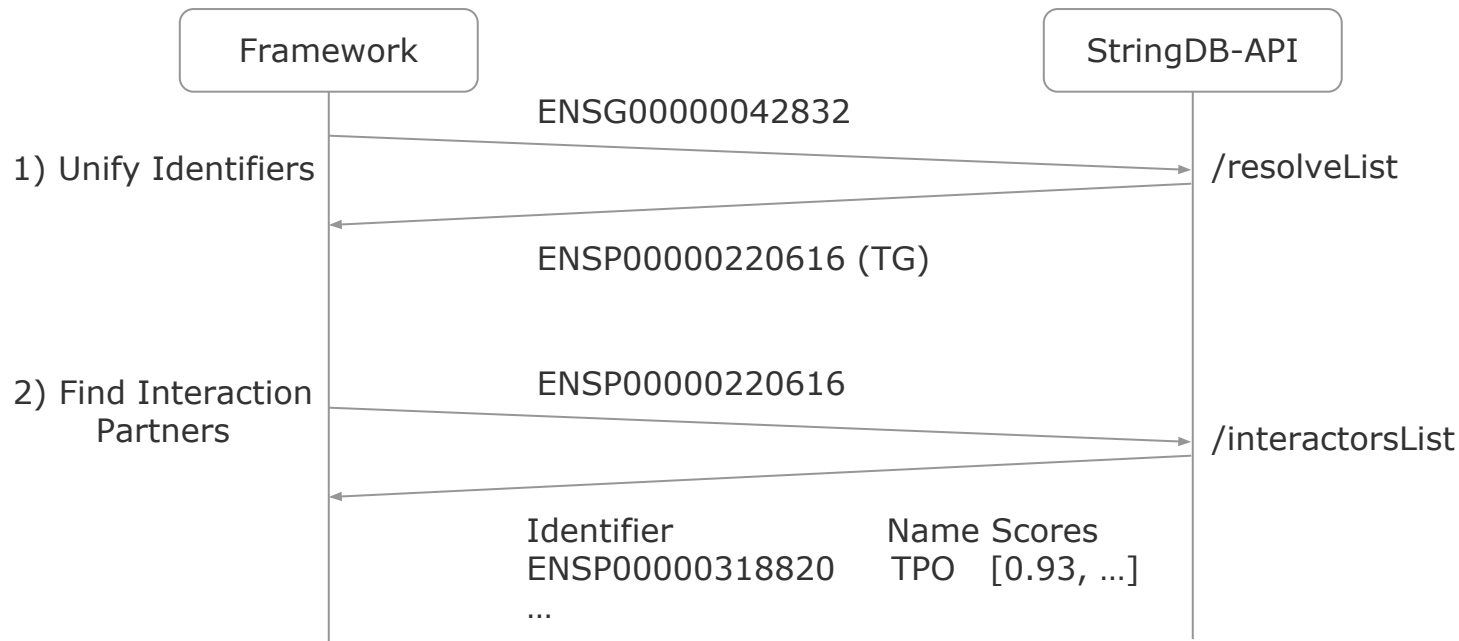 Framework
StringDB-API
ENSG00000042832
1) Unify Identifiers
/resolveList
ENSP00000220616 (TG)
2) Find Interaction
Partners
ENSP00000220616
/interactorsList
Identifier Name Scores
ENSP00000318820 TPO [0.93, …]
…